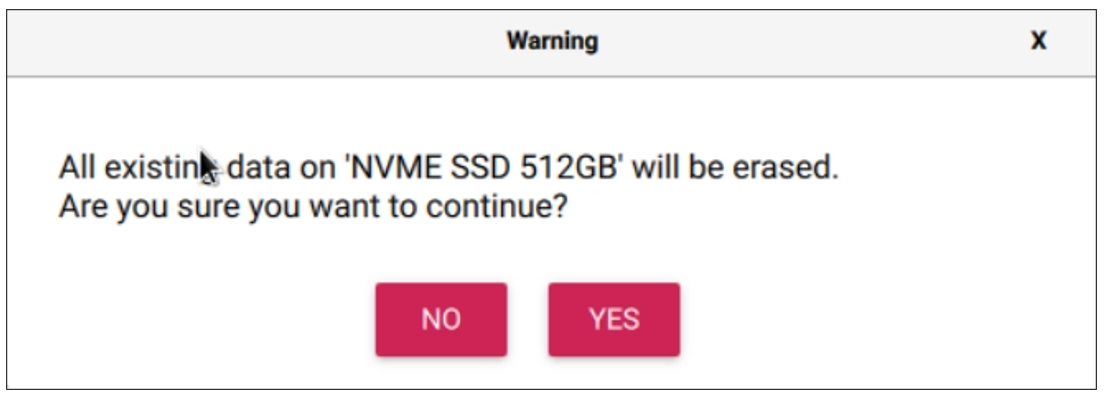 Warning
X
All existing data on 'NVME SSD 512GB' will be erased.
Are you sure you want to continue?
NO
YES